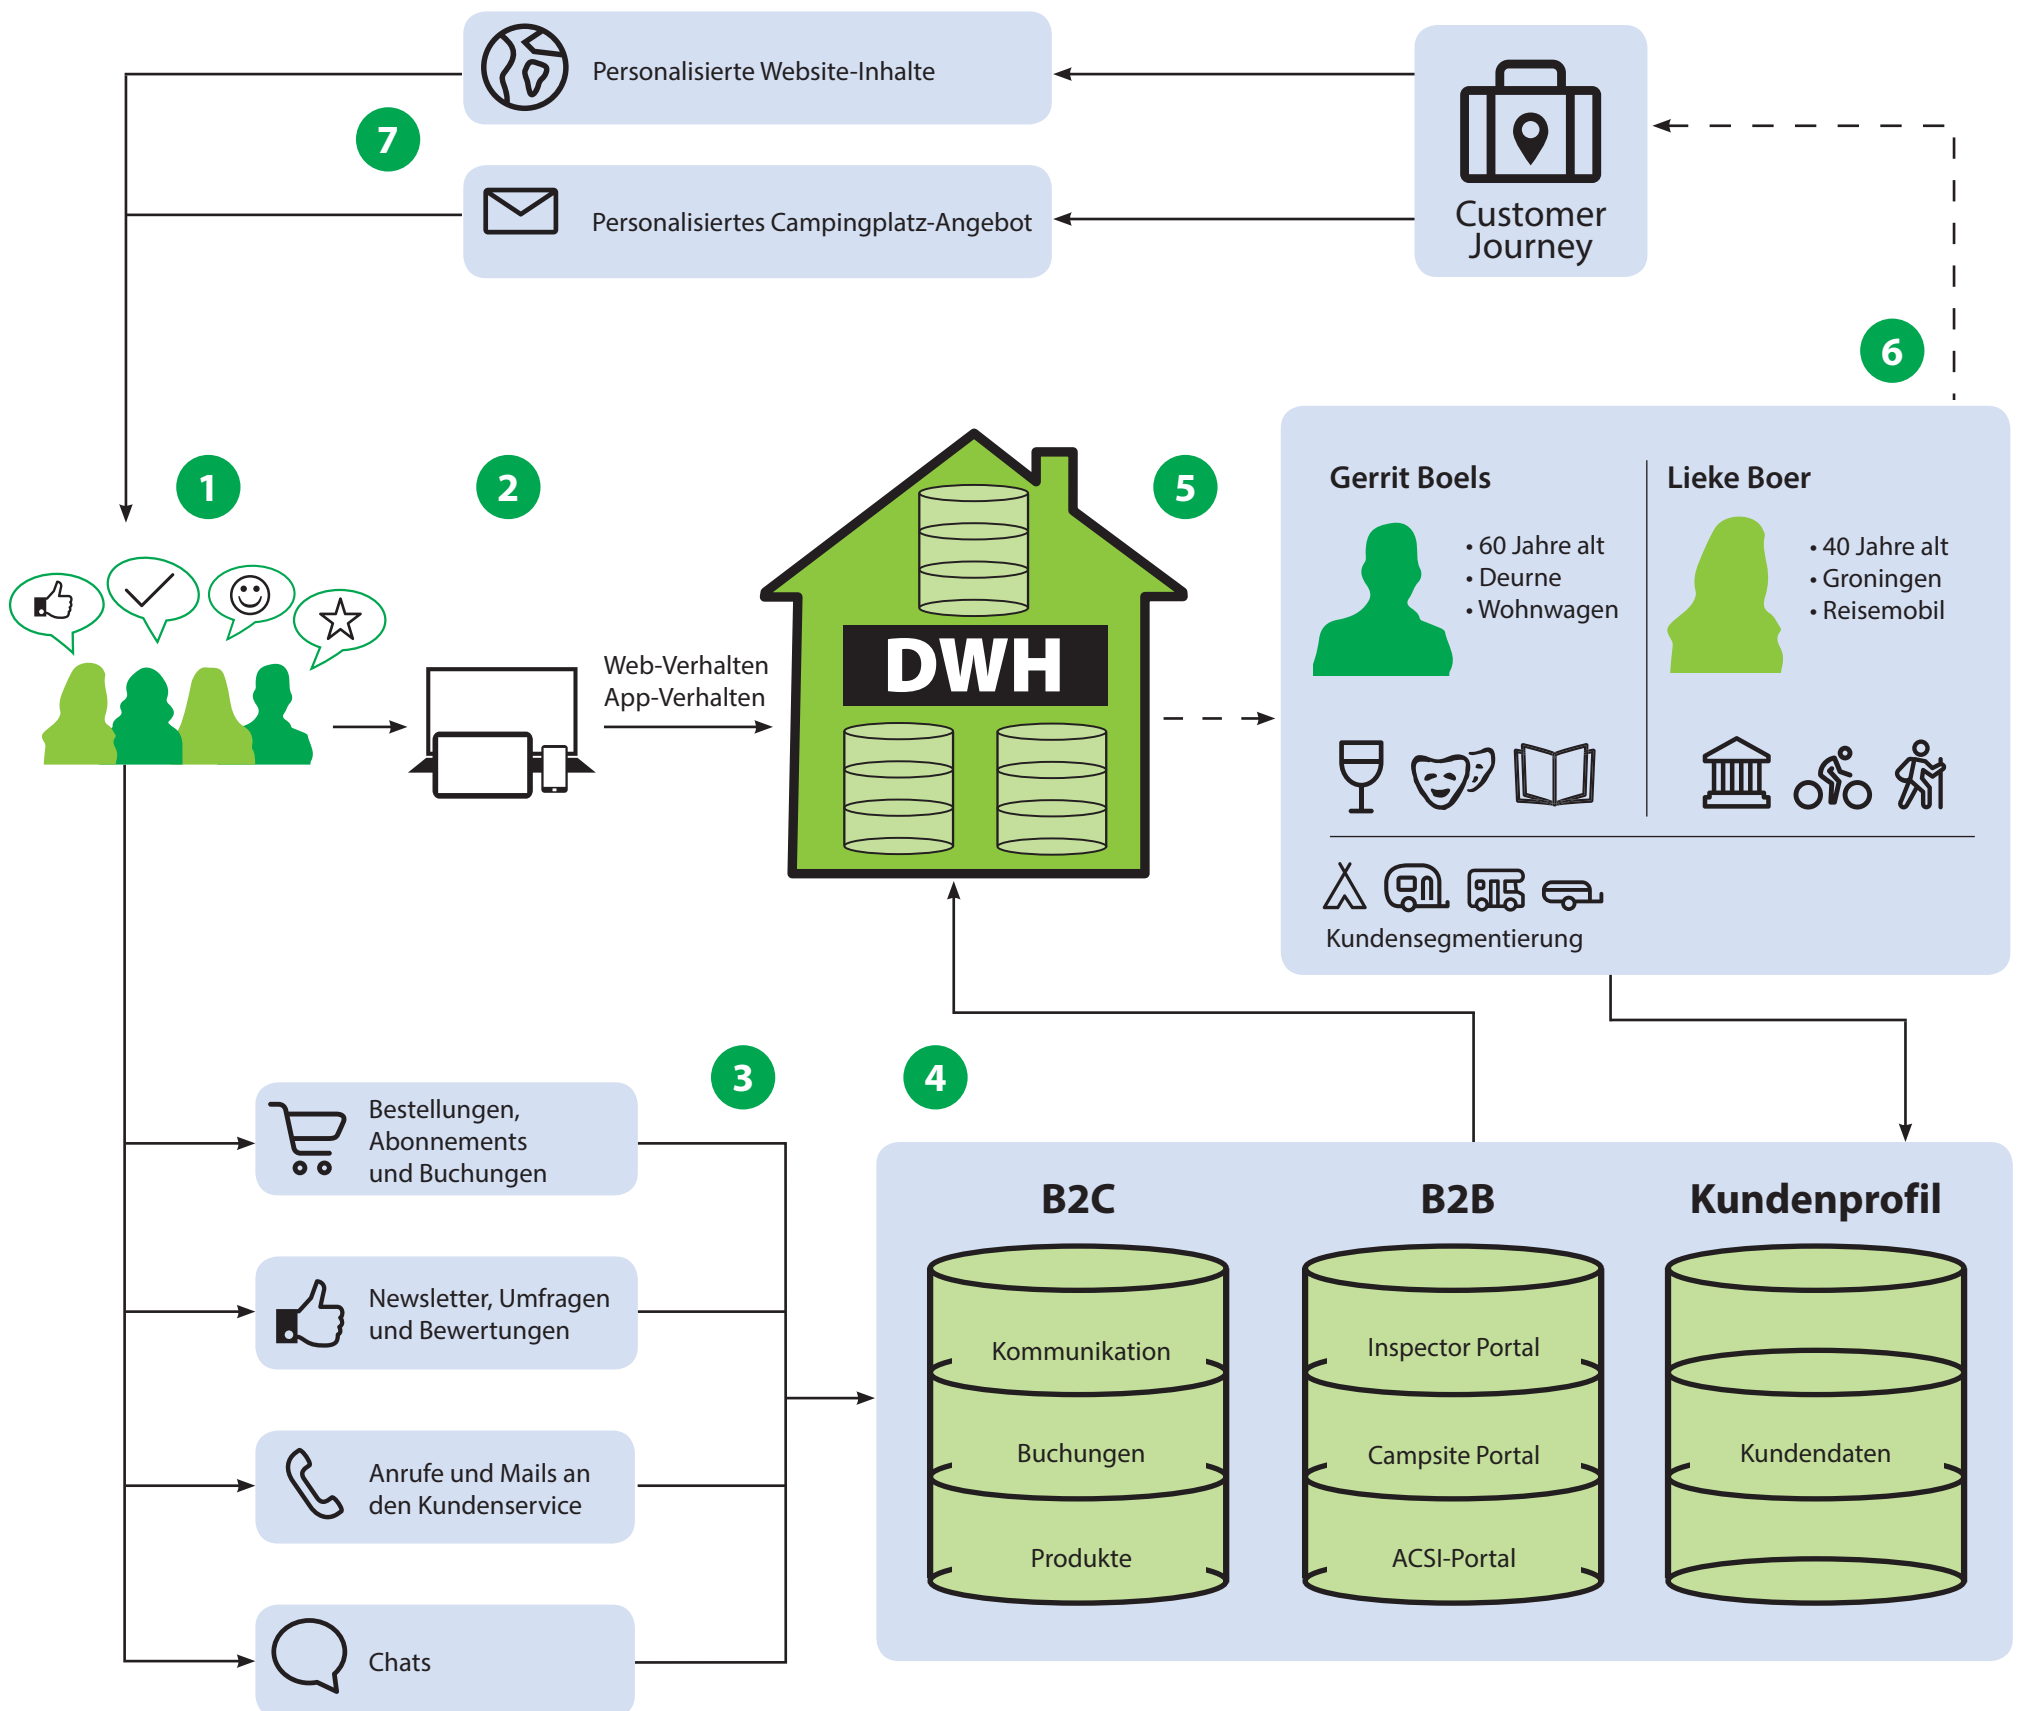 Personalisierte Website-Inhalte
7
Personalisiertes Campingplatz-Angebot
Customer
Journey
6
1
2
5
Web-Verhalten
App-Verhalten
DWH
Gerrit Boels
• 60 Jahre alt
• Deurne
• Wohnwagen
Lieke Boer
• 40 Jahre alt
• Groningen
• Reisemobil
Kundensegmentierung
3
4
Bestellungen,
Abonnements
und Buchungen
Newsletter, Umfragen
und Bewertungen
Anrufe und Mails an
den Kundenservice
Chats
B2C
Kommunikation
Buchungen
Produkte
B2B
Inspector Portal
Campsite Portal
ACSI-Portal
Kundenprofil
Kundendaten